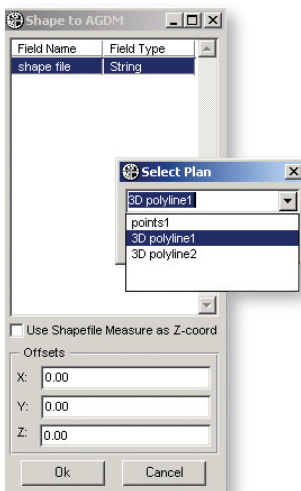 Shape to AGDM
Field Name Field Type
shape file String
Select Plan
3D polyline1
points1
3D polyline1
3D polyline2
Use Shapefile Measure as Z-coord
Offsets
X: 0.00
Y: 0.00
Z: 0.00
Ok Cancel